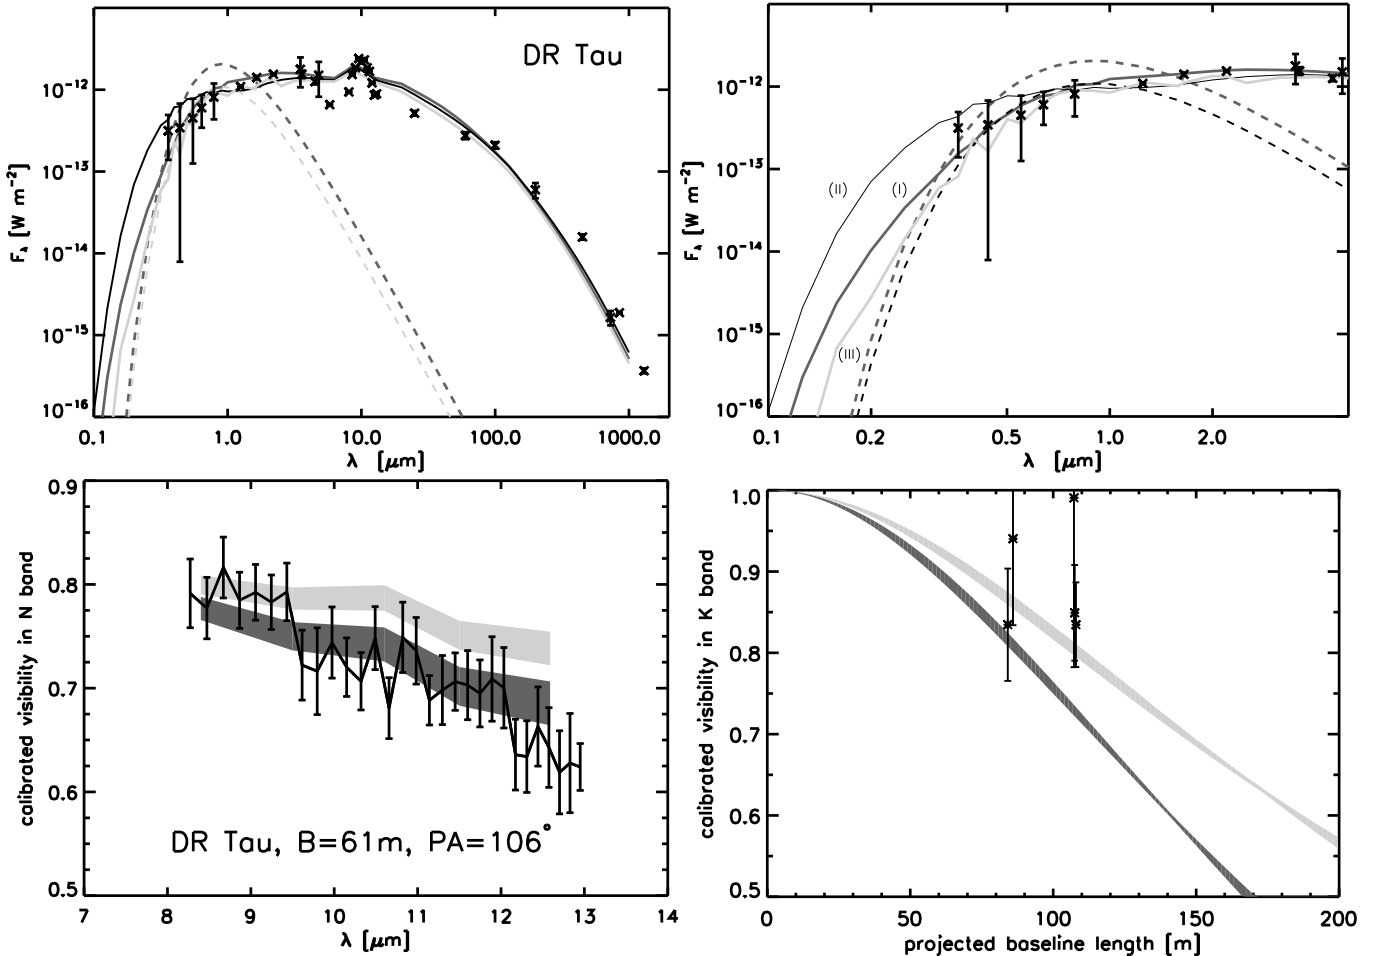 DR Tau
F_λ [W m^-2]
10^-12
10^-13
10^-14
10^-15
10^-16
0.1 1.0 10.0 100.0 1000.0
λ [μm]
F_λ [W m^-2]
10^-12
10^-13
10^-14
10^-15
10^-16
(II)
(I)
(III)
0.1 0.2 0.5 1.0 2.0
λ [μm]
calibrated visibility in N band
0.9
0.8
0.7
0.6
0.5
DR Tau, B=61m, PA=106°
7 8 9 10 11 12 13 14
λ [μm]
calibrated visibility in K band
1.0
0.9
0.8
0.7
0.6
0.5
0 50 100 150 200
projected baseline length [m]